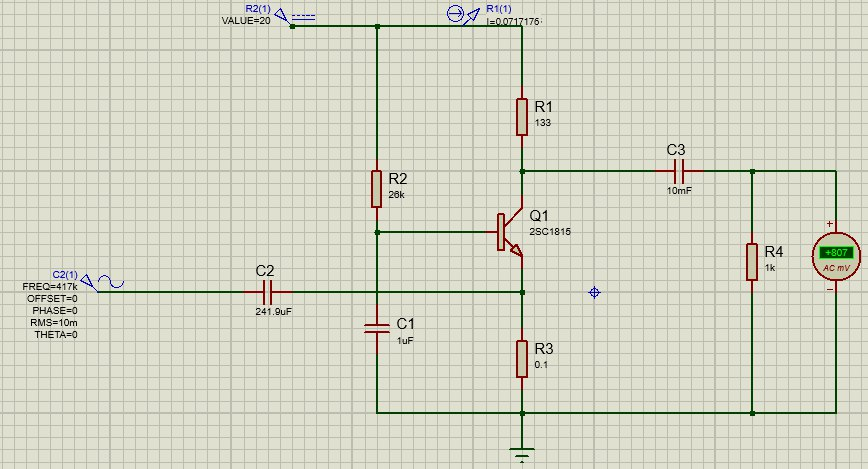 R2(1)
VALUE=20
R1(1)
I=0.0717176
R1
133
C3
10mF
R2
26k
Q1
2SC1815
+
+807
AC mV
−
R4
1k
C2(1)
FREQ=417k
OFFSET=0
PHASE=0
RMS=10m
THETA=0
C2
241.9uF
C1
1uF
R3
0.1